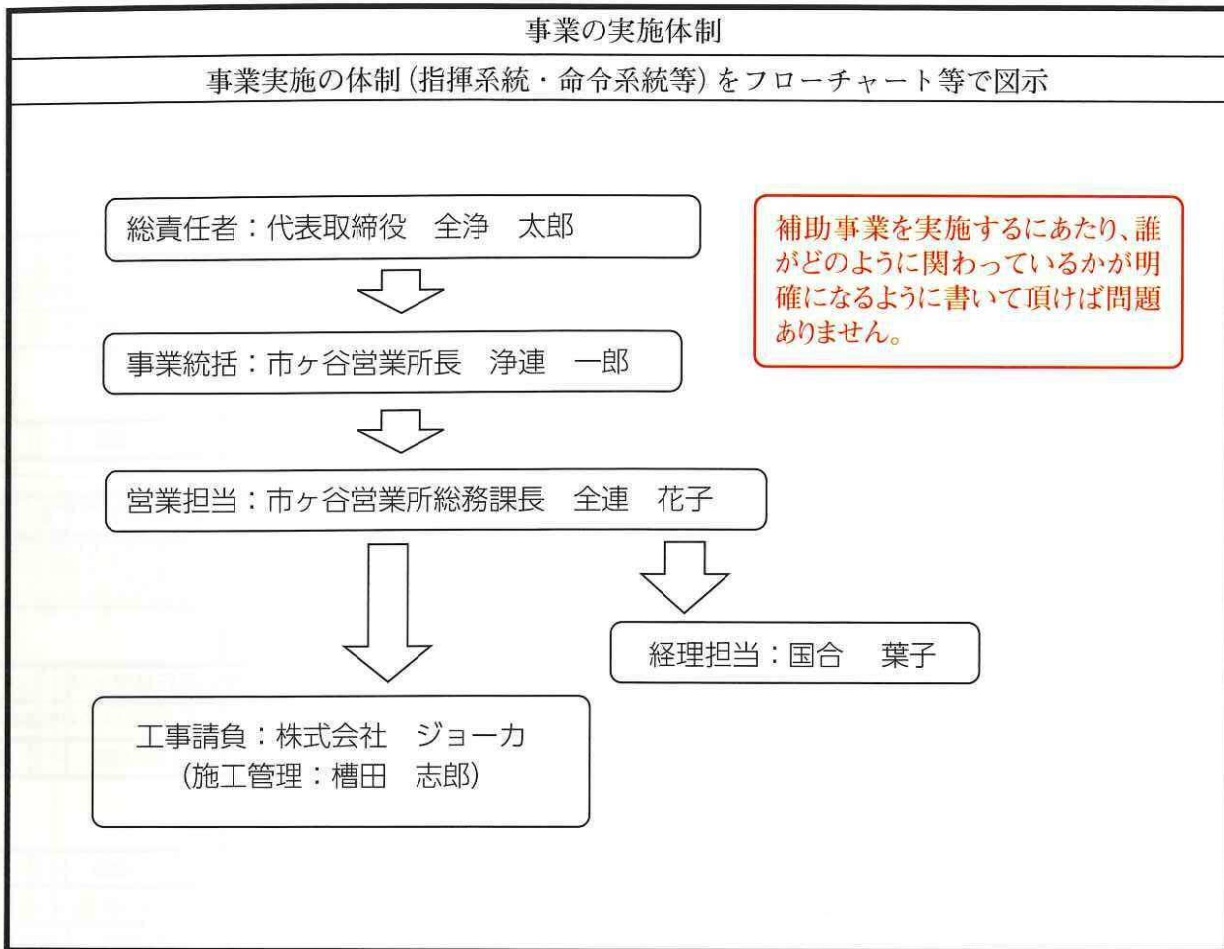 事業の実施体制
事業実施の体制(指揮系統・命令系統等)をフローチャート等で図示
総責任者：代表取締役　全浄　太郎
補助事業を実施するにあたり、誰
がどのように関わっているかが明
確になるように書いて頂けば問題
ありません。
事業統括：市ヶ谷営業所長　浄連　一郎
営業担当：市ヶ谷営業所総務課長　全連　花子
経理担当：国合　葉子
工事請負：株式会社　ジョーカ
(施工管理：槽田　志郎)